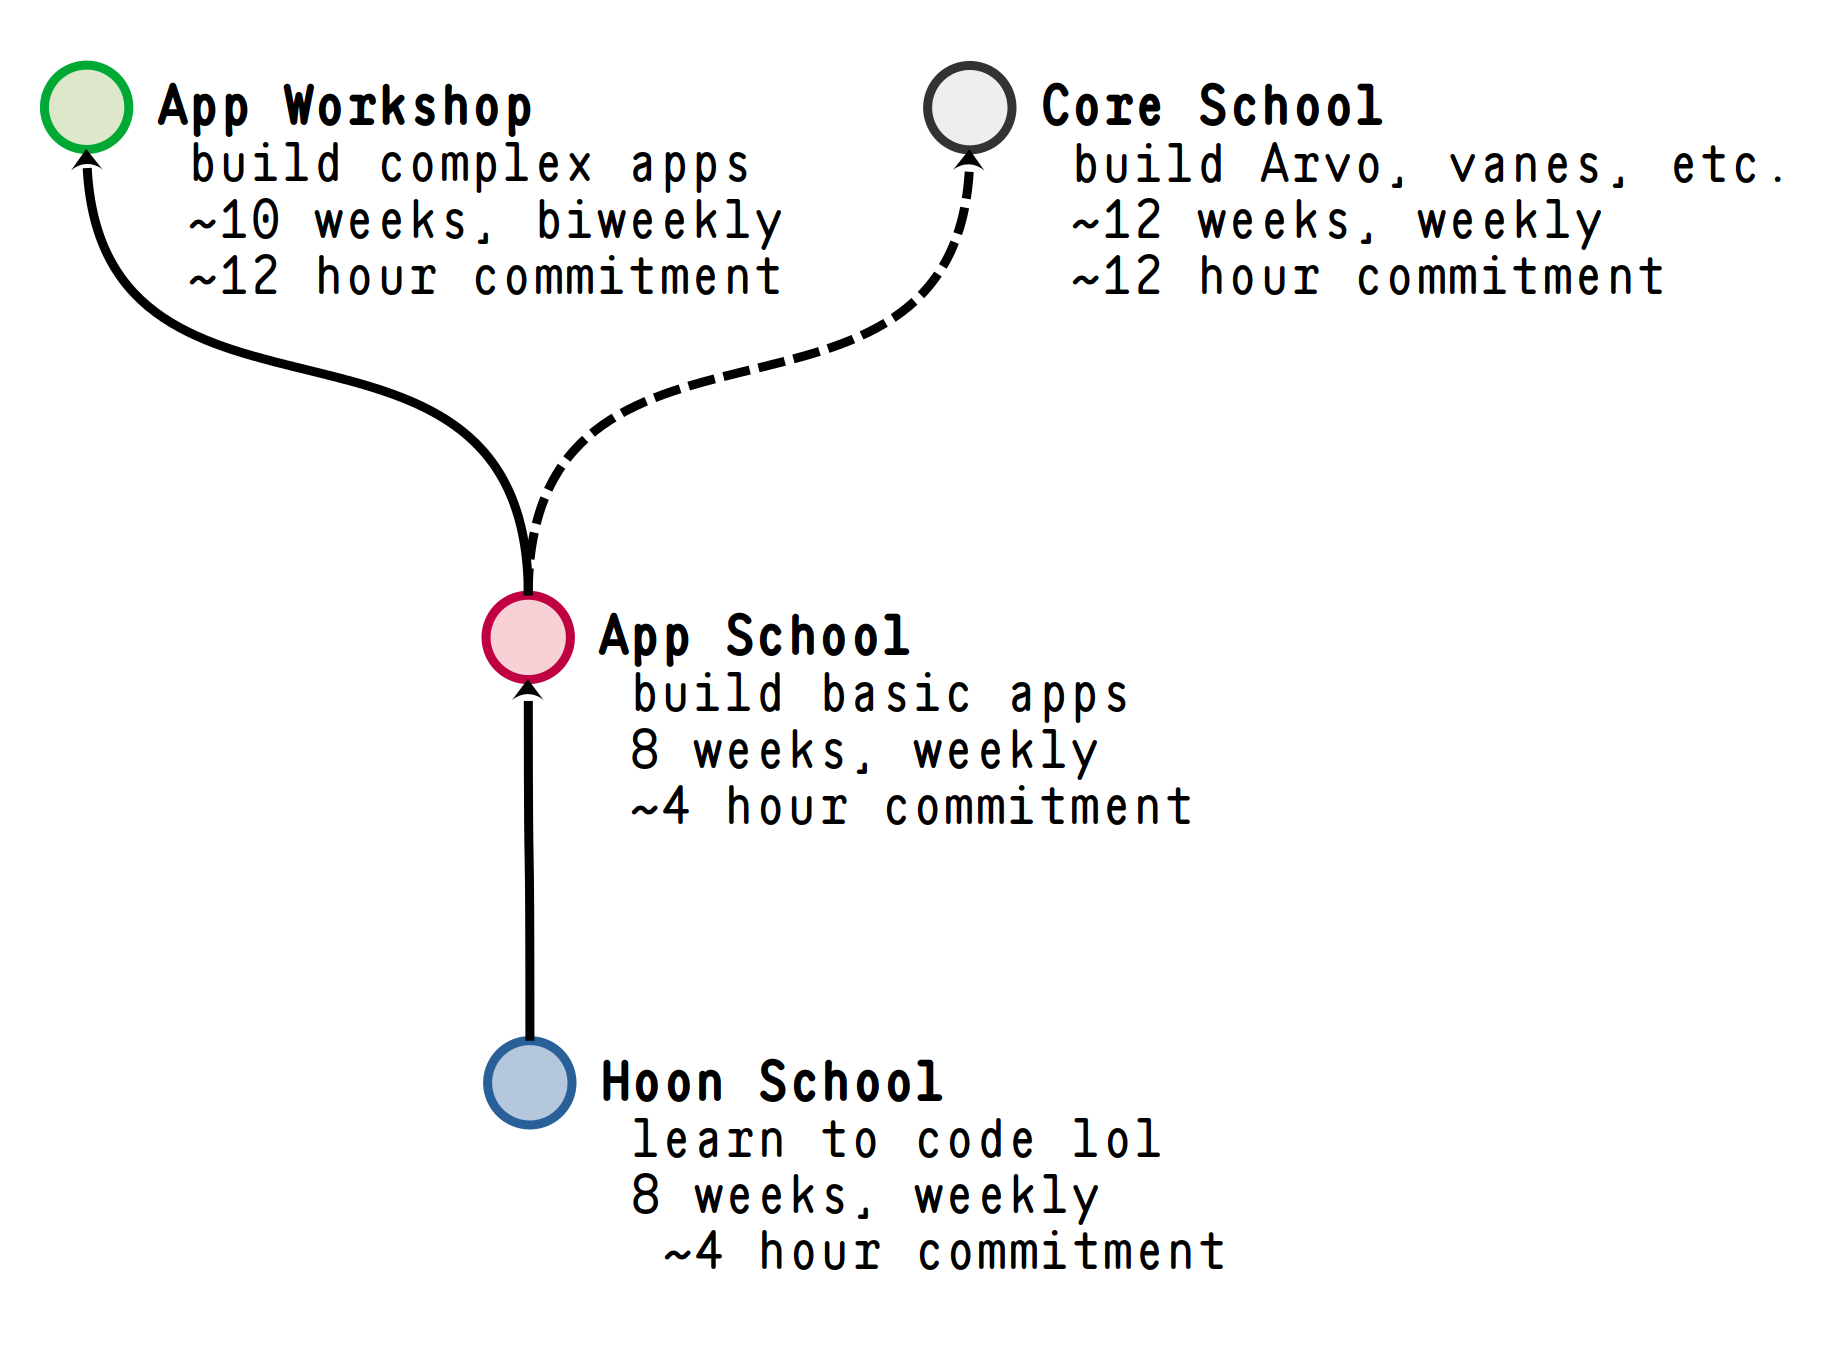 App Workshop
build complex apps
~10 weeks, biweekly
~12 hour commitment
Core School
build Arvo, vanes, etc.
~12 weeks, weekly
~12 hour commitment
App School
build basic apps
8 weeks, weekly
~4 hour commitment
Hoon School
learn to code lol
8 weeks, weekly
~4 hour commitment